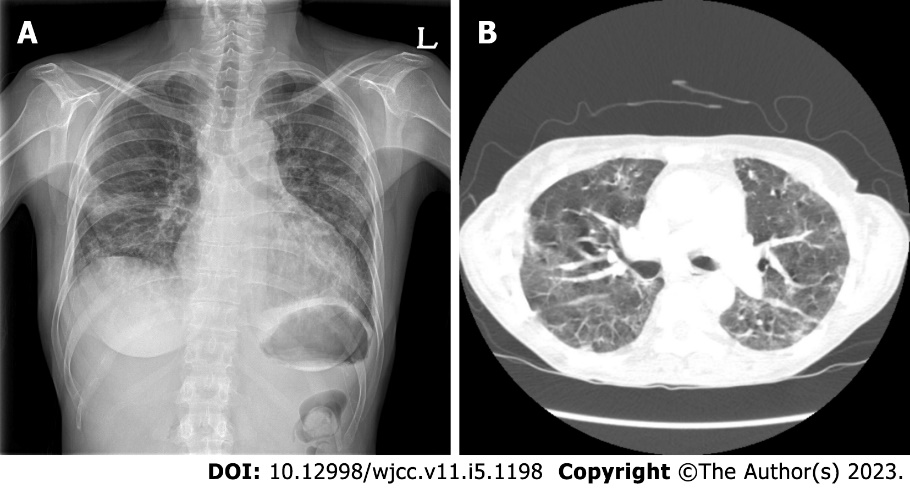 A
L
B
DOI: 10.12998/wjcc.v11.i5.1198 Copyright ©The Author(s) 2023.